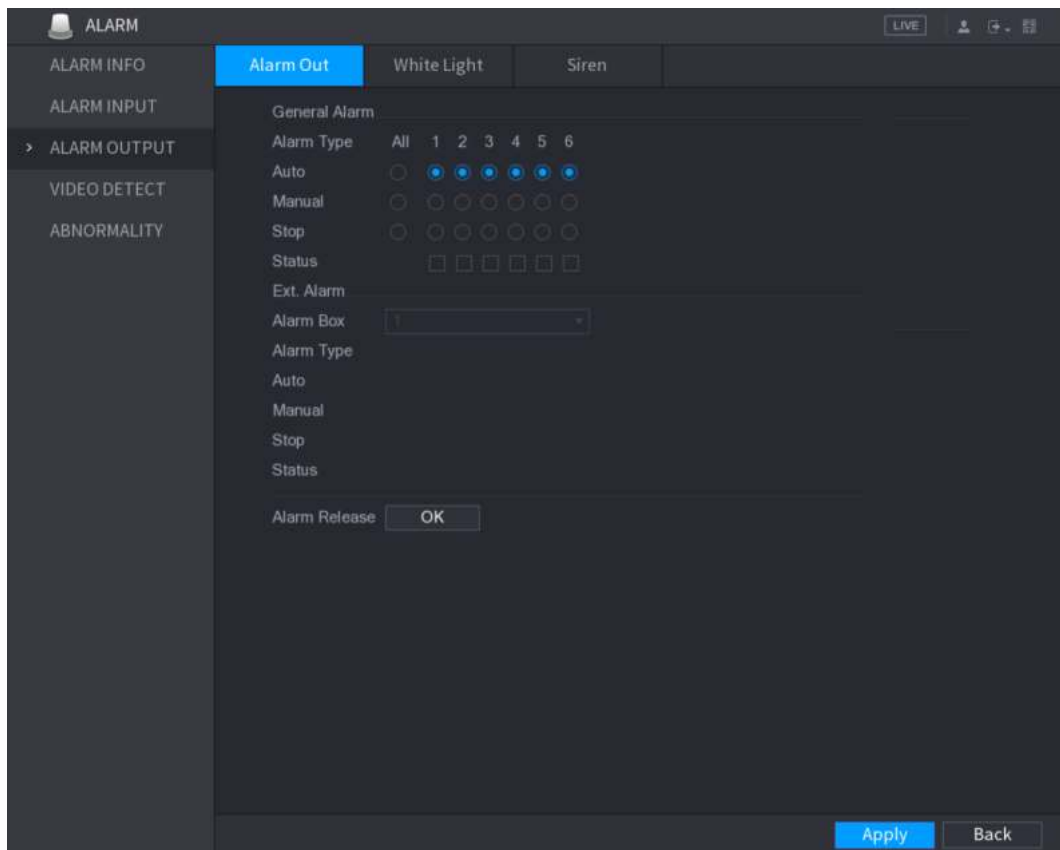 ALARM
LIVE
ALARM INFO
ALARM INPUT
> ALARM OUTPUT
VIDEO DETECT
ABNORMALITY
Alarm Out White Light Siren
General Alarm
Alarm Type All 1 2 3 4 5 6
Auto
Manual
Stop
Status
Ext. Alarm
Alarm Box 1
Alarm Type
Auto
Manual
Stop
Status
Alarm Release OK
Apply Back